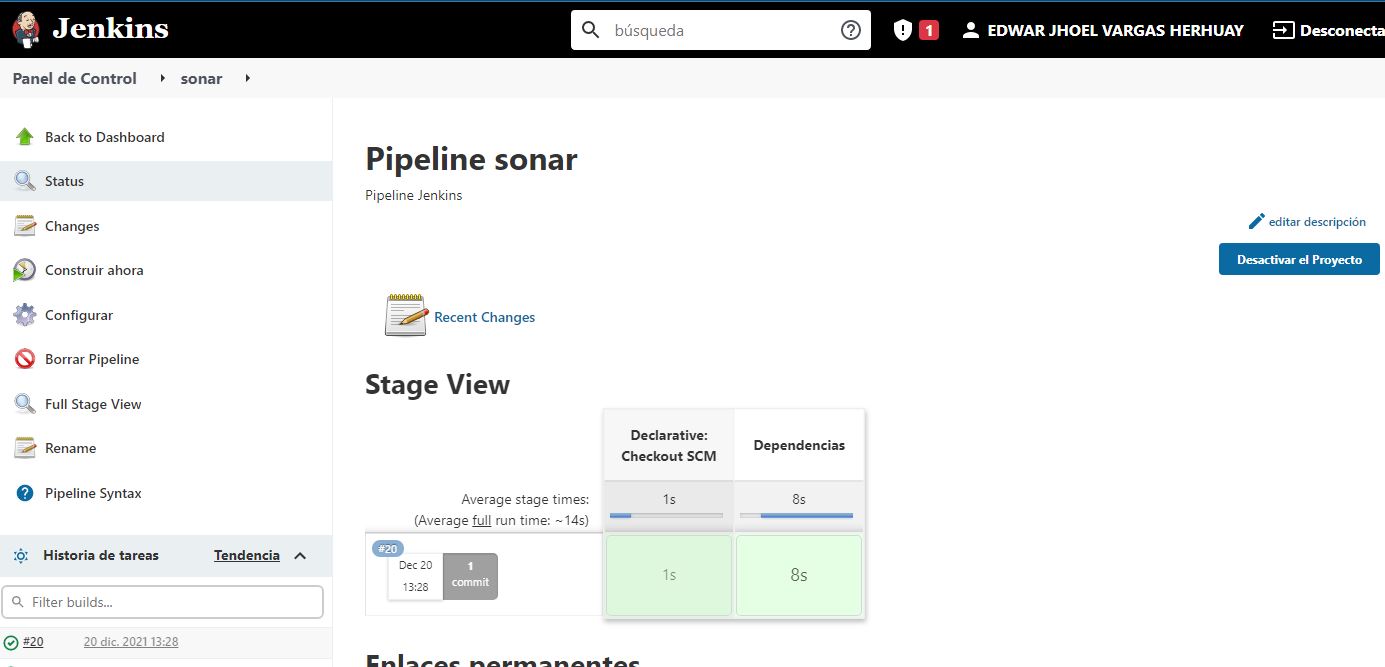 Jenkins
búsqueda
1
EDWAR JHOEL VARGAS HERHUAY
Desconecta
Panel de Control
sonar
Back to Dashboard
Status
Changes
Construir ahora
Configurar
Borrar Pipeline
Full Stage View
Rename
Pipeline Syntax
Historia de tareas
Tendencia
Filter builds...
#20
20 dic. 2021 13:28
Pipeline sonar
Pipeline Jenkins
editar descripción
Desactivar el Proyecto
Recent Changes
Stage View
Declarative:
Checkout SCM
Dependencias
Average stage times:
(Average full run time: ~14s)
1s
8s
#20
Dec 20
13:28
1
commit
1s
8s
Enlaces permanentes